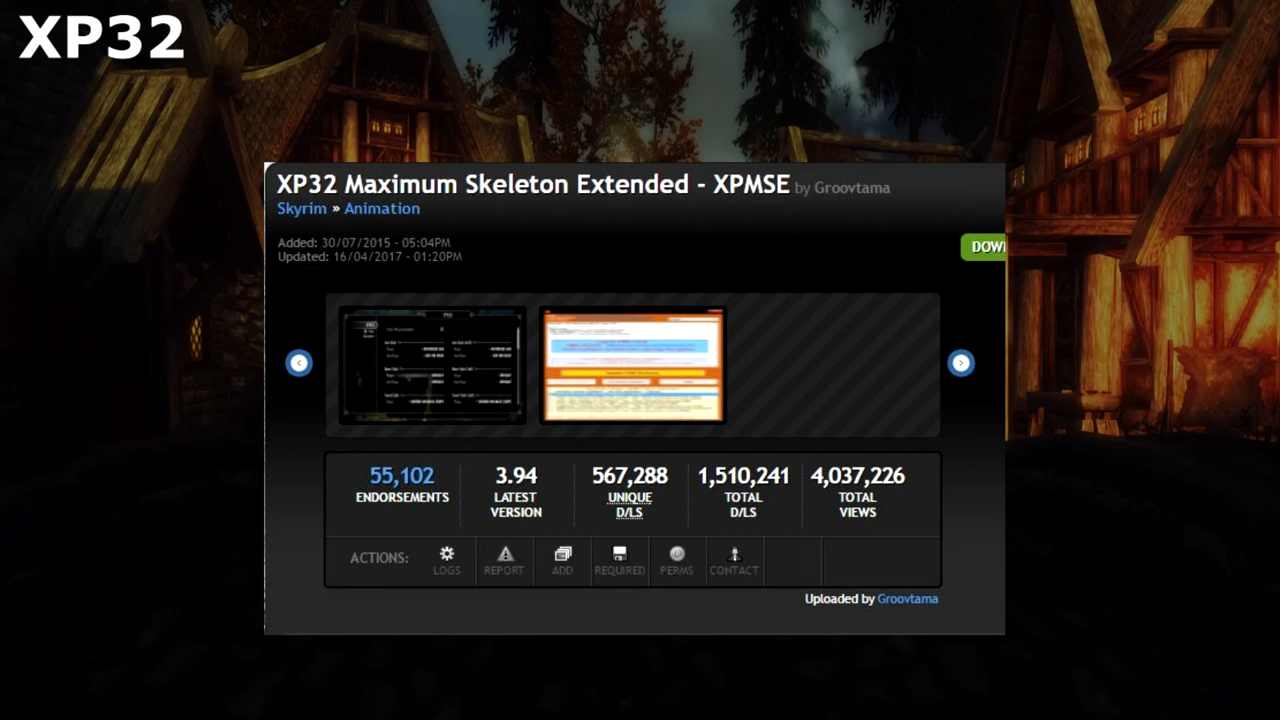 XP32
XP32 Maximum Skeleton Extended - XPMSE by Groovtama
Skyrim » Animation
Added: 30/07/2015 - 05:04PM
Updated: 16/04/2017 - 01:20PM
DOW
55,102 3.94 567,288 1,510,241 4,037,226
ENDORSEMENTS LATEST UNIQUE TOTAL TOTAL
VERSION D/LS D/LS VIEWS
ACTIONS: LOGS REPORT ADD REQUIRED PERMS CONTACT
Uploaded by Groovtama